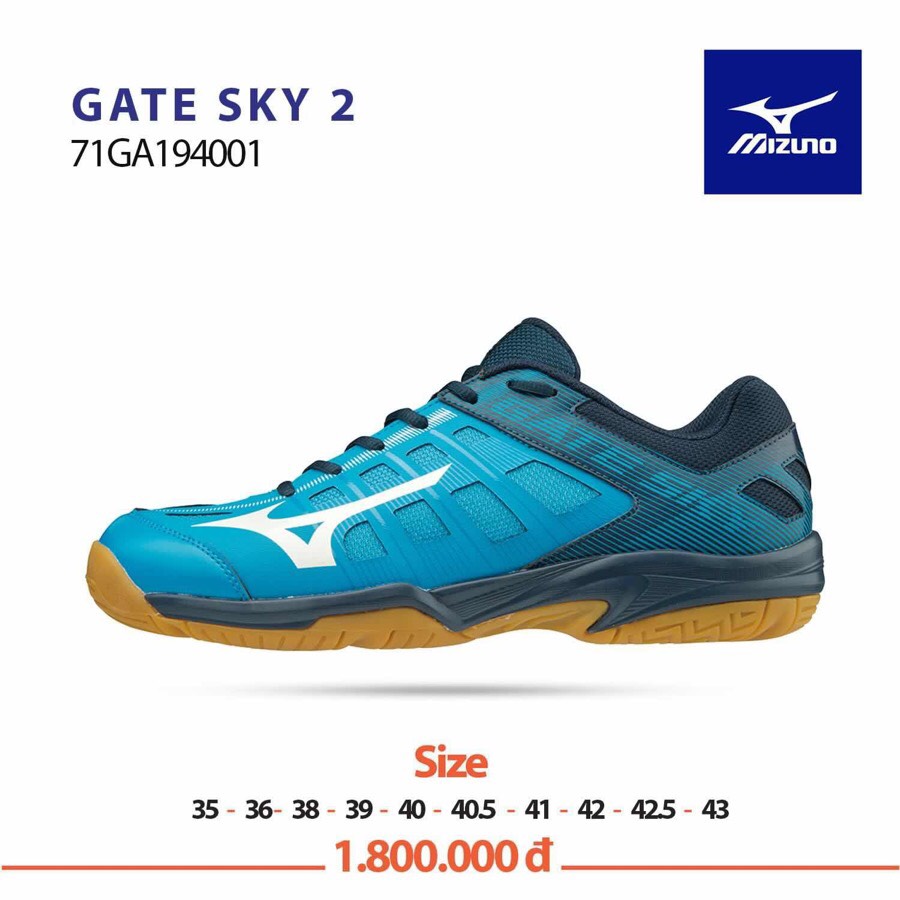 GATE SKY 2
71GA194001
MIZUNO
Size
35 - 36 - 38 - 39 - 40 - 40.5 - 41 - 42 - 42.5 - 43
1.800.000 đ